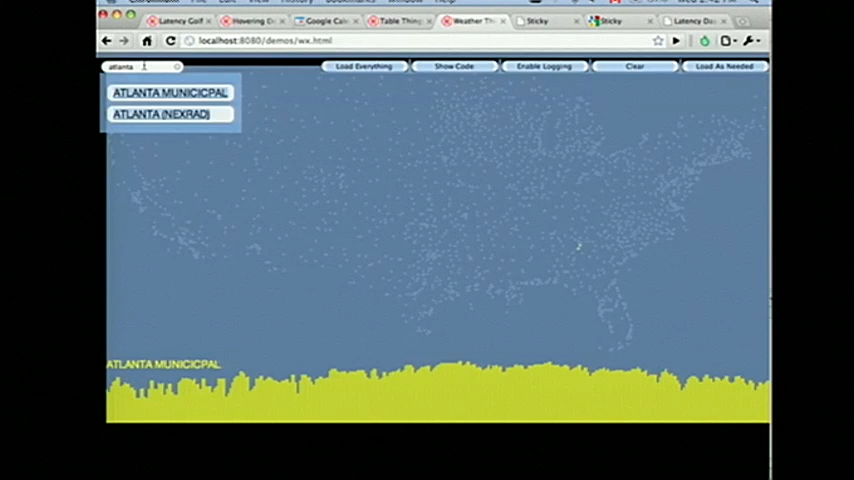 Latency Golf
Hovering D
Google Cal
Table Thing
Weather Th
Sticky
Sticky
Latency Da
localhost:8080/demos/wx.html
atlanta
Load Everything
Show Code
Enable Logging
Clear
Load As Needed
ATLANTA MUNICICPAL
ATLANTA (NEXRAD)
ATLANTA MUNICICPAL